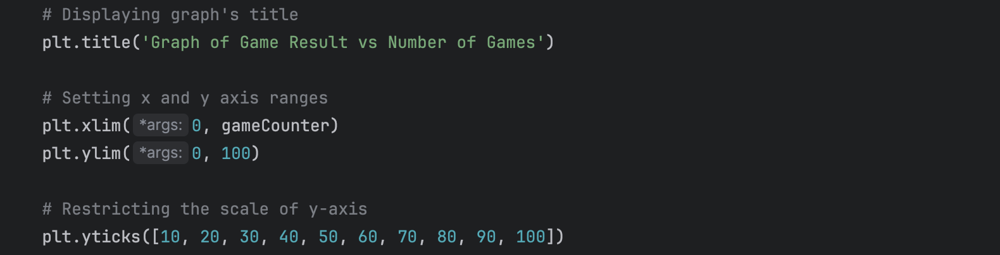 # Displaying graph's title
plt.title('Graph of Game Result vs Number of Games')
# Setting x and y axis ranges
plt.xlim( *args: 0, gameCounter)
plt.ylim( *args: 0, 100)
# Restricting the scale of y-axis
plt.yticks([10, 20, 30, 40, 50, 60, 70, 80, 90, 100])